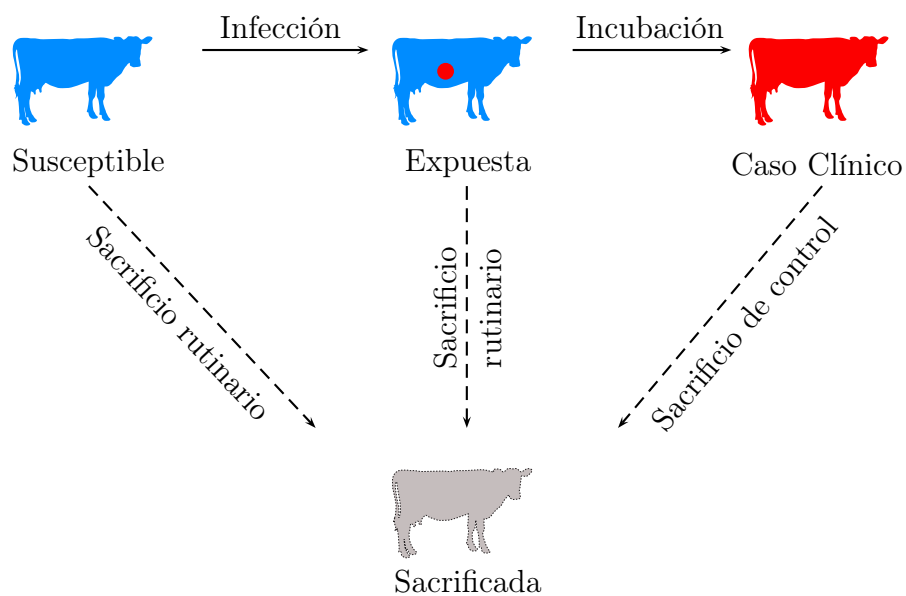 Infección
Incubación
Susceptible
Expuesta
Caso Clínico
Sacrificio rutinario
Sacrificio
rutinario
Sacrificio de control
Sacrificada